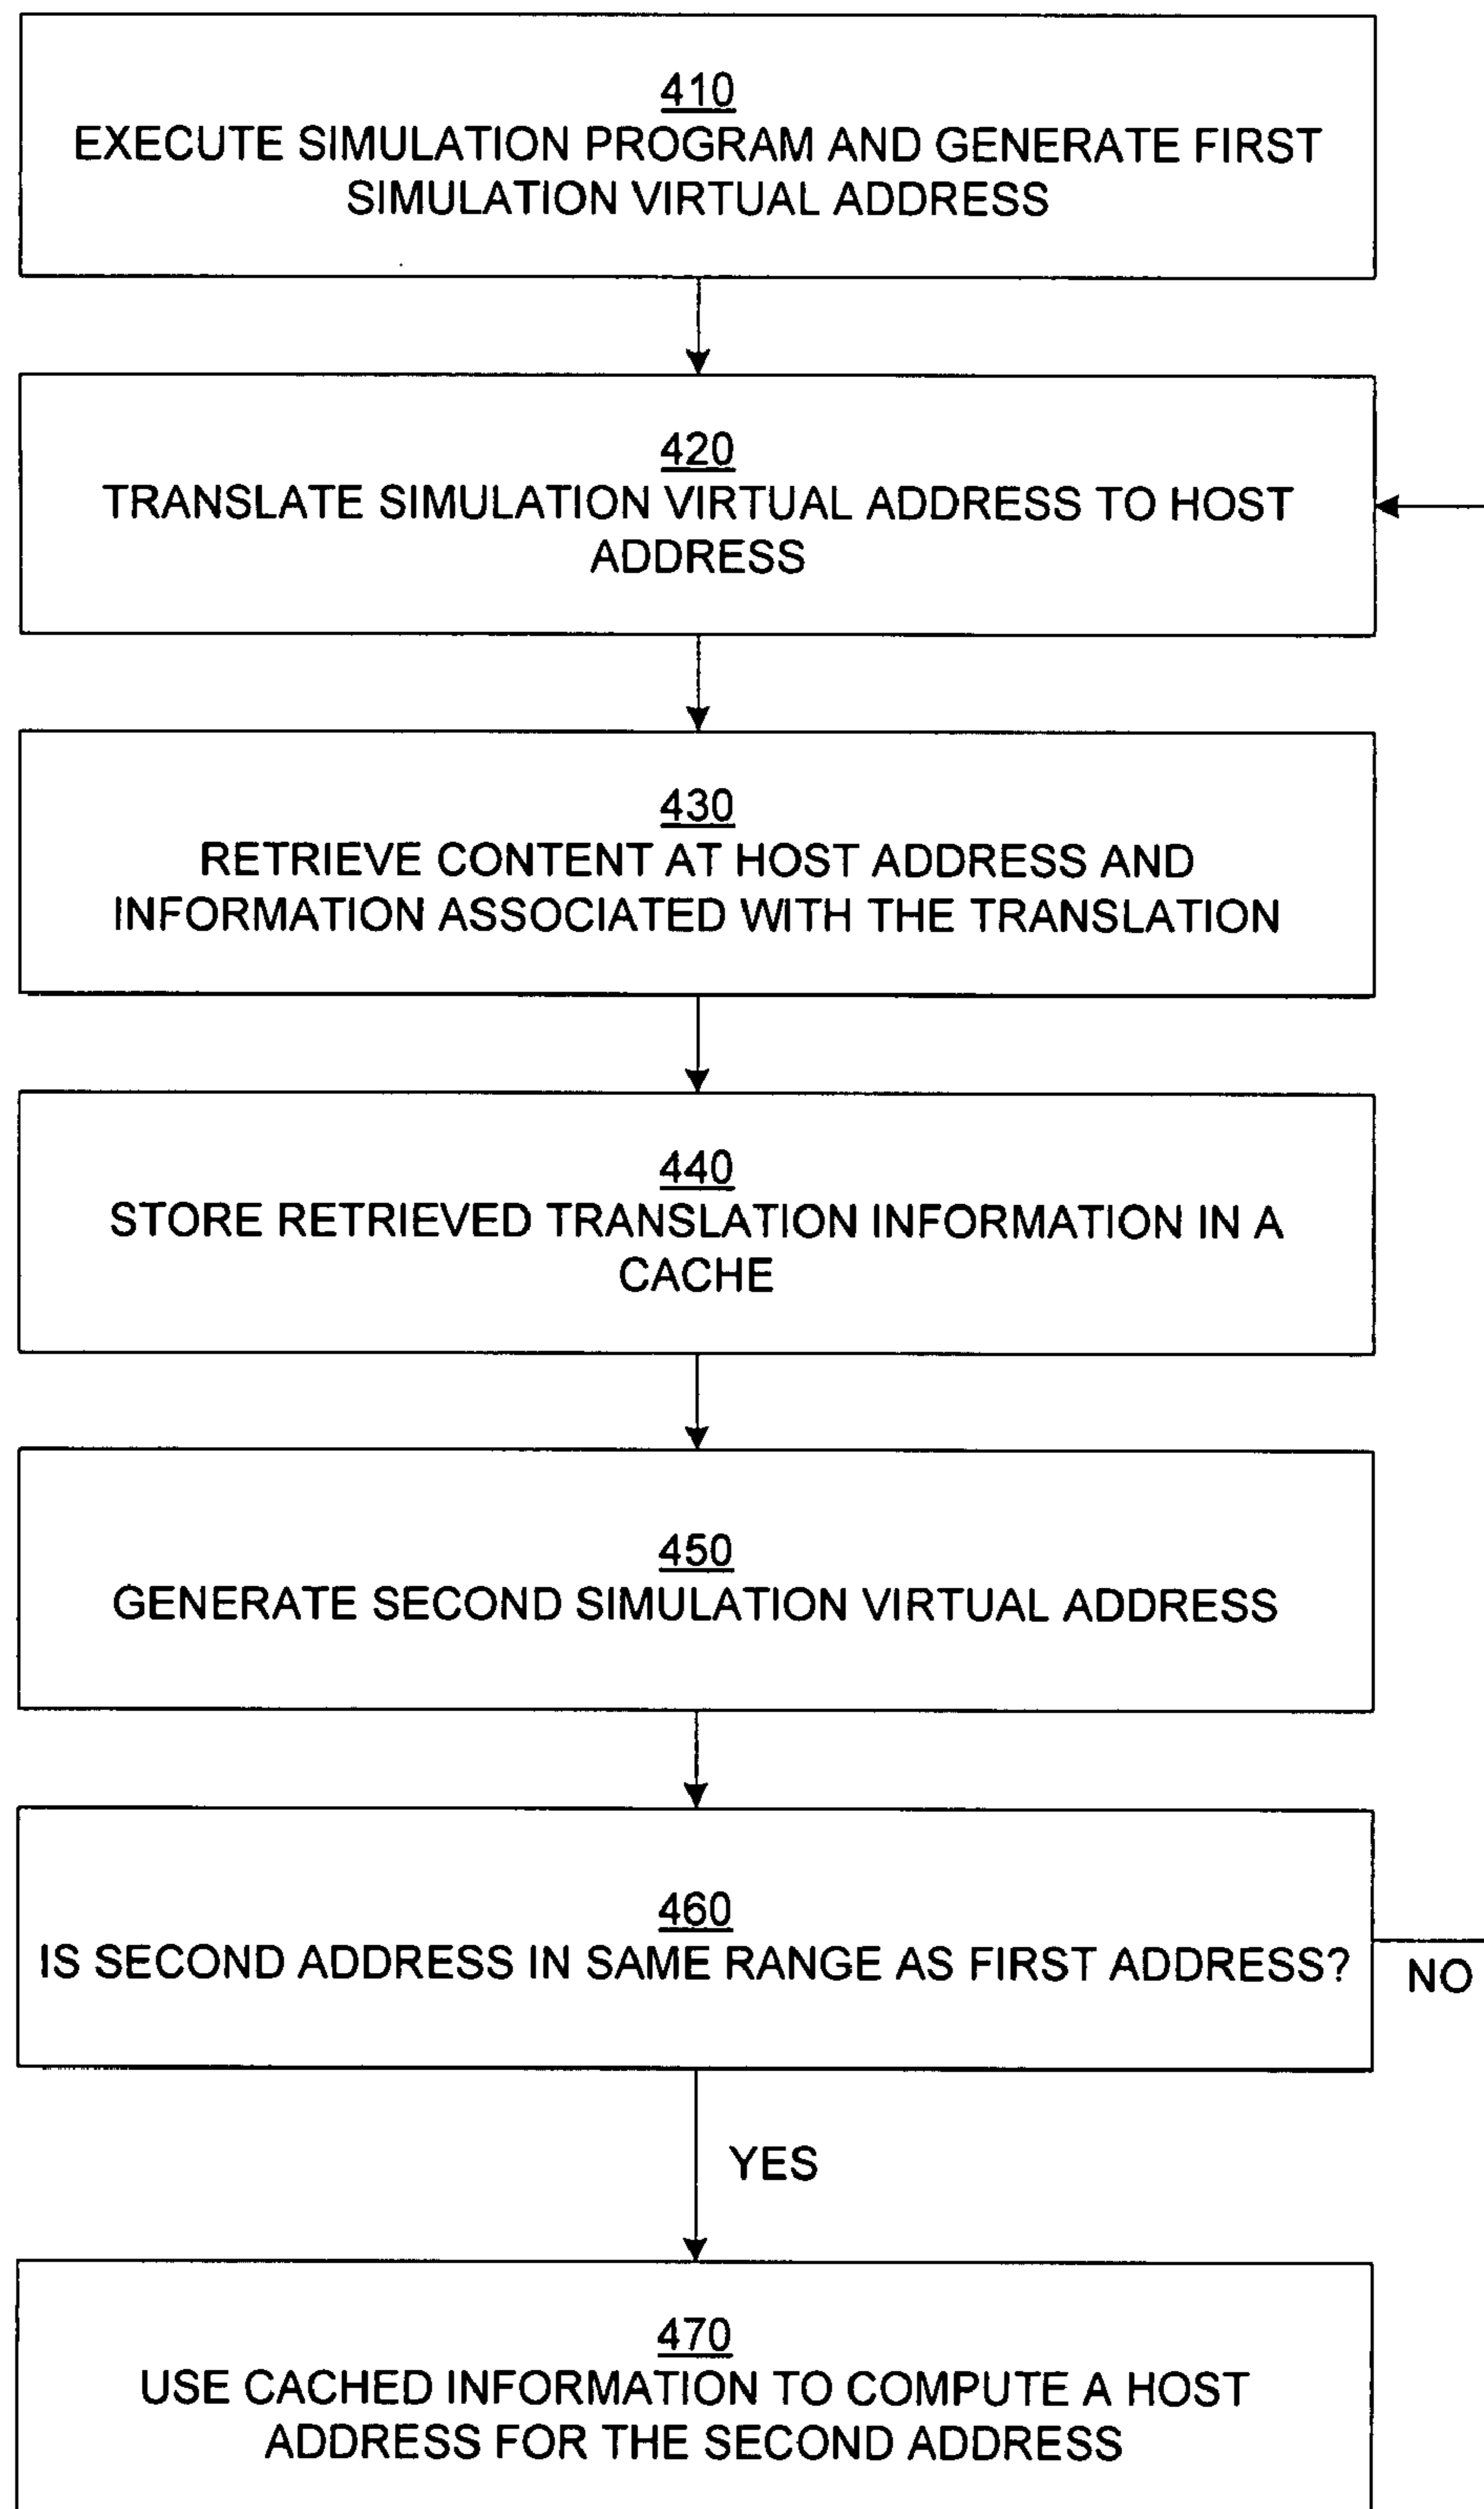 410
EXECUTE SIMULATION PROGRAM AND GENERATE FIRST
SIMULATION VIRTUAL ADDRESS
420
TRANSLATE SIMULATION VIRTUAL ADDRESS TO HOST
ADDRESS
430
RETRIEVE CONTENT AT HOST ADDRESS AND
INFORMATION ASSOCIATED WITH THE TRANSLATION
440
STORE RETRIEVED TRANSLATION INFORMATION IN A
CACHE
450
GENERATE SECOND SIMULATION VIRTUAL ADDRESS
460
IS SECOND ADDRESS IN SAME RANGE AS FIRST ADDRESS?
NO
YES
470
USE CACHED INFORMATION TO COMPUTE A HOST
ADDRESS FOR THE SECOND ADDRESS